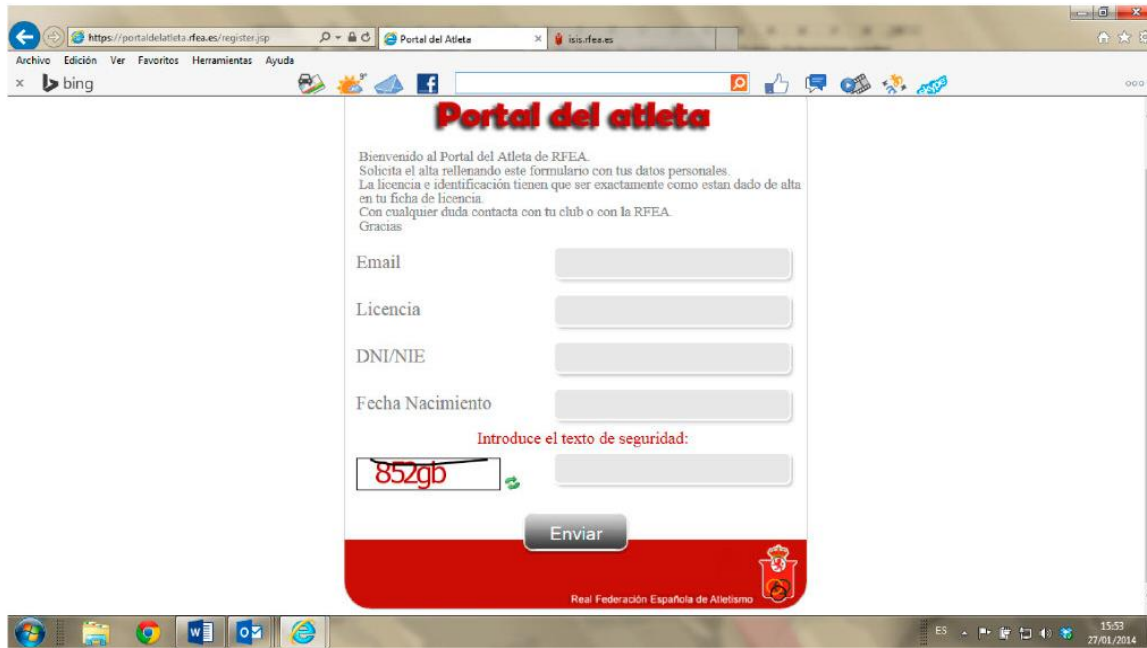 https://portaldelatleta.rfea.es/register.jsp
Portal del Atleta
isis.rfea.es
Archivo Edición Ver Favoritos Herramientas Ayuda
bing
9°
skype
Portal del atleta
Bienvenido al Portal del Atleta de RFEA.
Solicita el alta rellenando este formulario con tus datos personales.
La licencia e identificación tienen que ser exactamente como estan dado de alta
en tu ficha de licencia.
Con cualquier duda contacta con tu club o con la RFEA.
Gracias
Email
Licencia
DNI/NIE
Fecha Nacimiento
Introduce el texto de seguridad:
852gb
Enviar
Real Federación Española de Atletismo
ES
15:53
27/01/2014